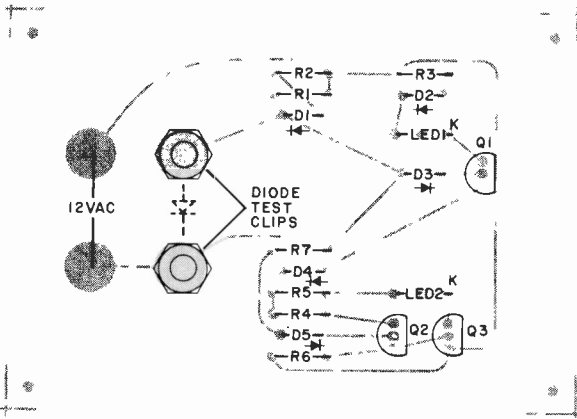 R2 R3
R1 D2
D1
LED1 K
Q1
D3
12VAC
DIODE
TEST
CLIPS
R7
D4
K
R5 LED2
R4
Q2 Q3
D5
R6